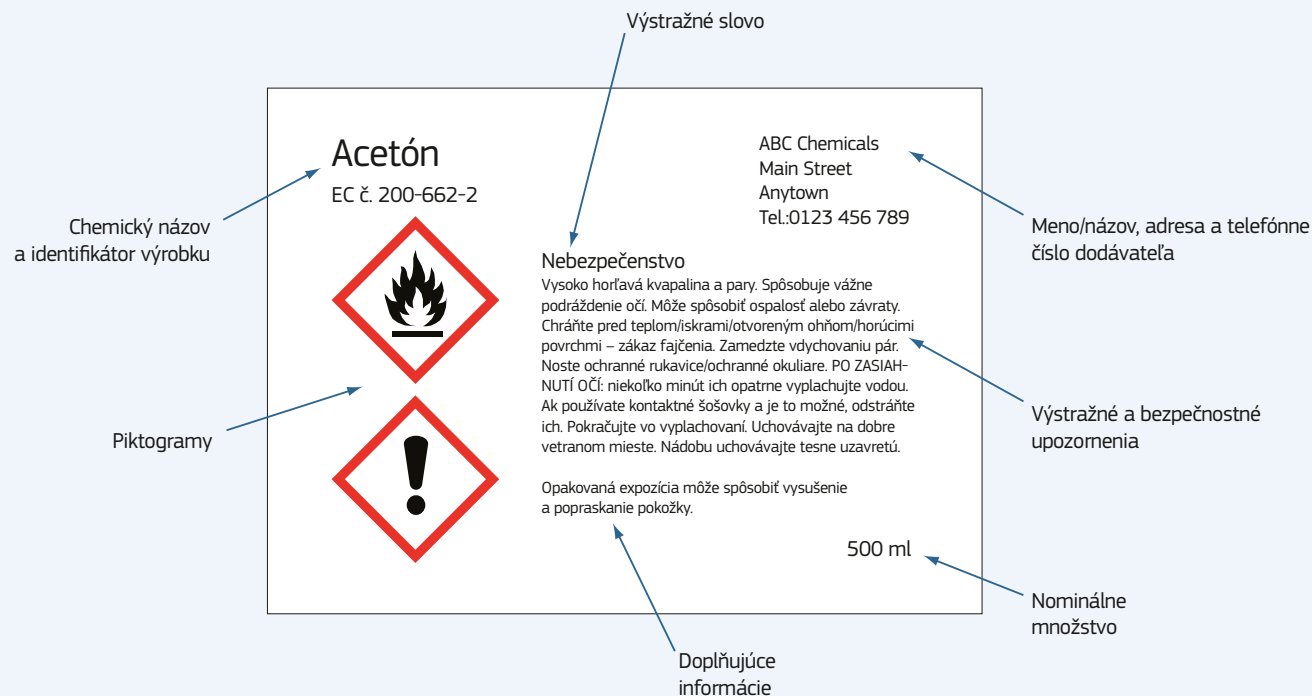 Výstražné slovo
Acetón
EC č. 200-662-2
ABC Chemicals
Main Street
Anytown
Tel.:0123 456 789
Chemický názov
a identifikátor výrobku
Meno/názov, adresa a telefónne
číslo dodávateľa
Nebezpečenstvo
Vysoko horľavá kvapalina a pary. Spôsobuje vážne
podráždenie očí. Môže spôsobiť ospalosť alebo závraty.
Chráňte pred teplom/iskrami/otvoreným ohňom/horúcimi
povrchmi – zákaz fajčenia. Zamedzte vdychovaniu pár.
Noste ochranné rukavice/ochranné okuliare. PO ZASIAH-
NUTÍ OČÍ: niekoľko minút ich opatrne vyplachujte vodou.
Ak používate kontaktné šošovky a je to možné, odstráňte
ich. Pokračujte vo vyplachovaní. Uchovávajte na dobre
vetranom mieste. Nádobu uchovávajte tesne uzavretú.
Piktogramy
Výstražné a bezpečnostné
upozornenia
Opakovaná expozícia môže spôsobiť vysušenie
a popraskanie pokožky.
500 ml
Nominálne
množstvo
Doplňujúce
informácie